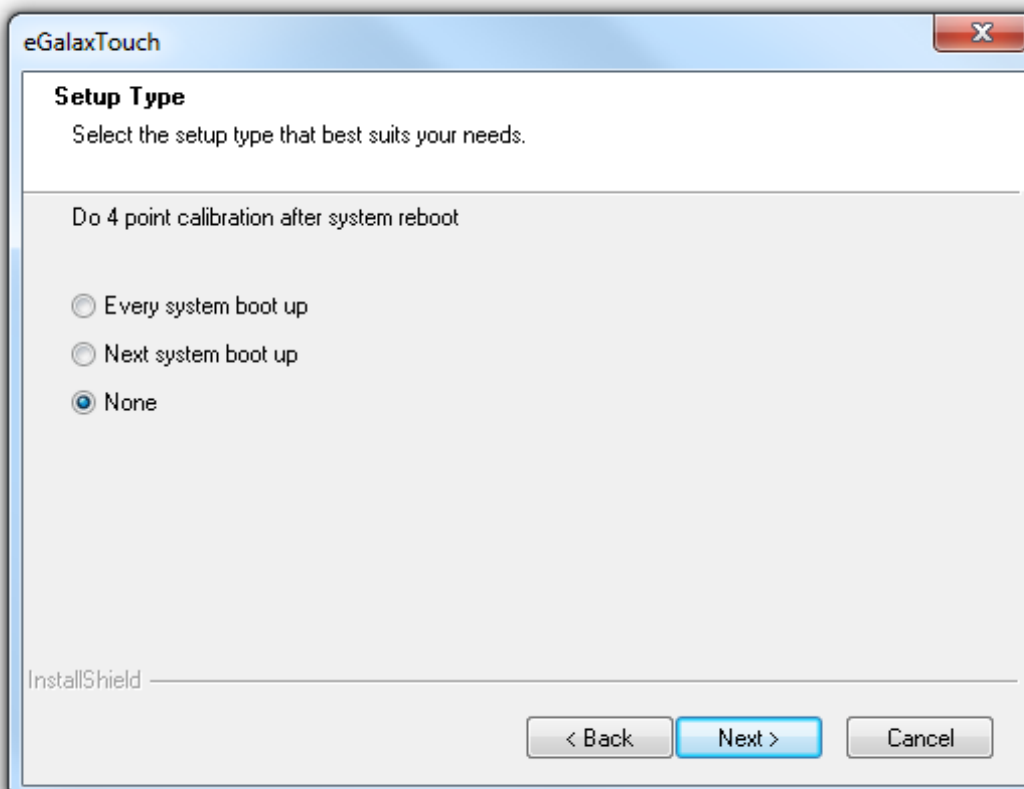 eGalaxTouch
Setup Type
Select the setup type that best suits your needs.
Do 4 point calibration after system reboot
Every system boot up
Next system boot up
None
InstallShield
< Back
Next >
Cancel